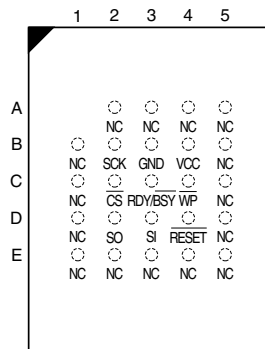 1 2 3 4 5
A
NC NC NC NC
B
NC SCK GND VCC NC
C
NC CS RDY/BSY WP NC
D
NC SO SI RESET NC
E
NC NC NC NC NC